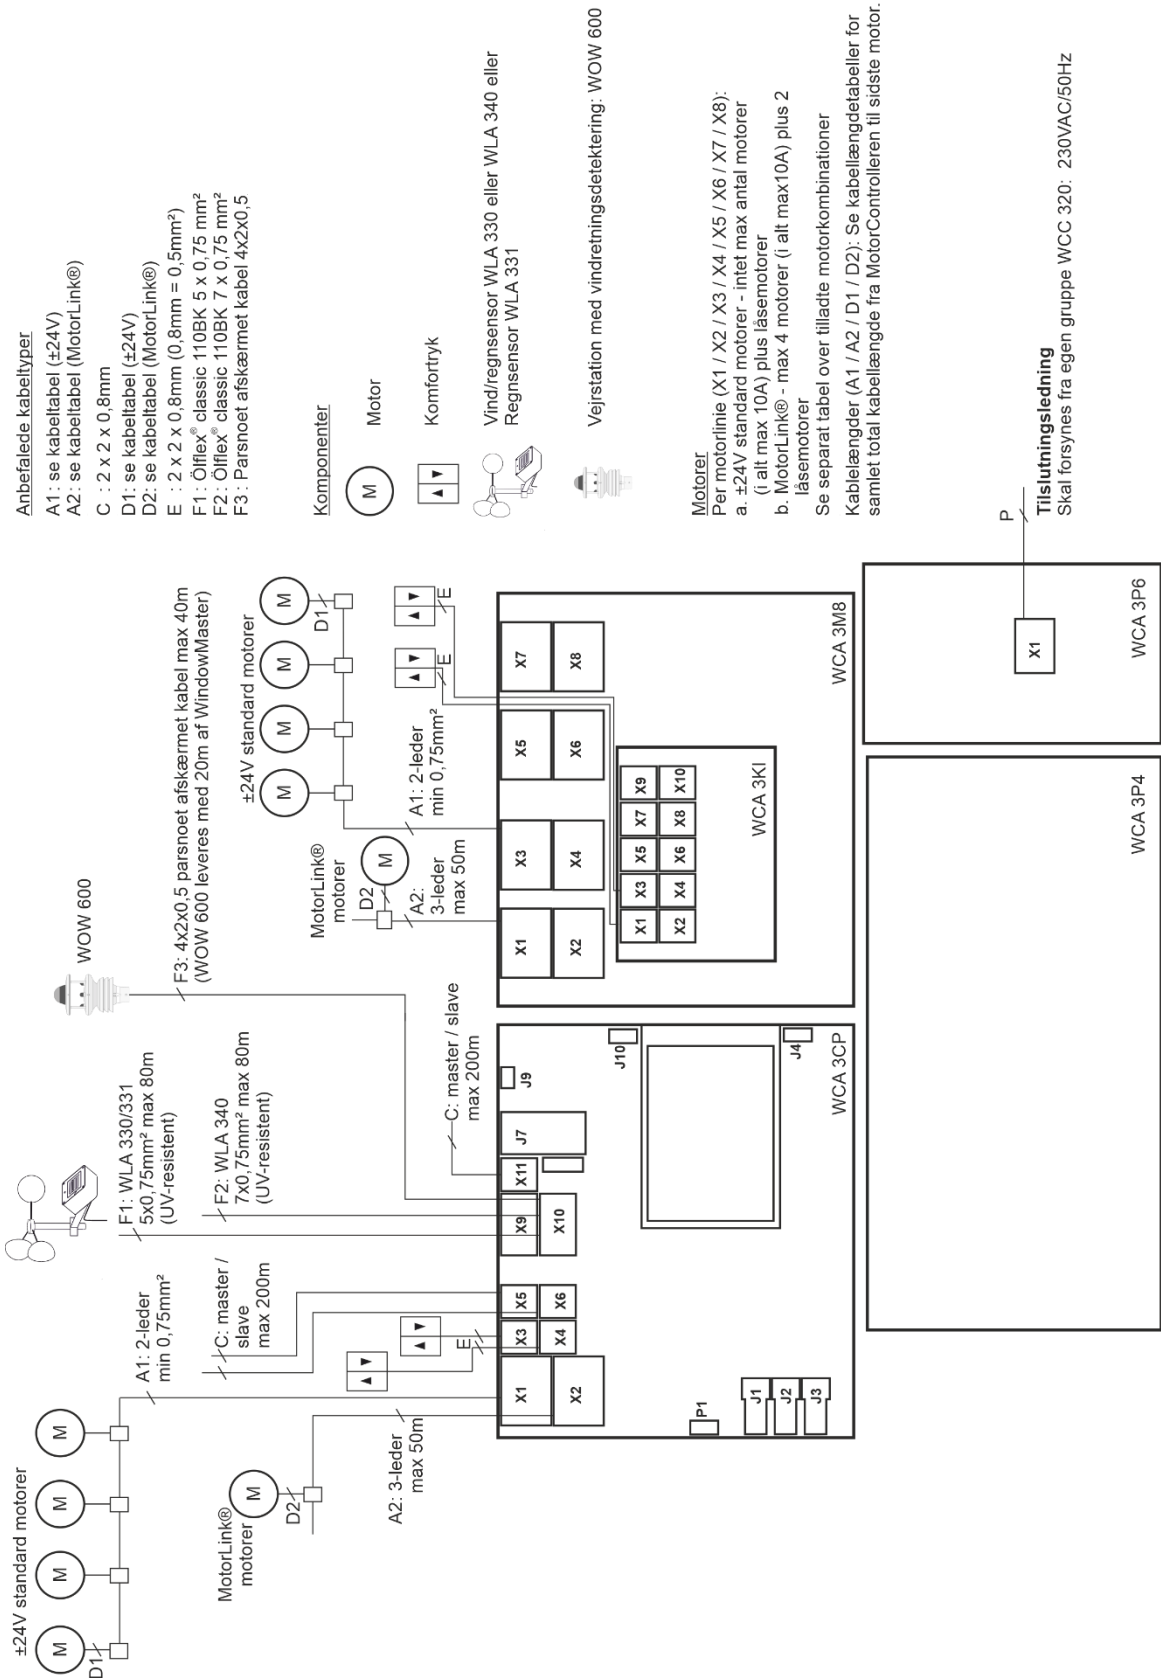 ±24V standard motorer
M
M
M
M
D1
A1: 2-leder
min 0,75mm²
MotorLink®
motorer
M
D2
A2: 3-leder
max 50m
C: master /
slave
max 200m
E
F1: WLA 330/331
5x0,75mm² max 80m
(UV-resistent)
F2: WLA 340
7x0,75mm² max 80m
(UV-resistent)
WOW 600
F3: 4x2x0,5 parsnoet afskærmet kabel max 40m
(WOW 600 leveres med 20m af WindowMaster)
C: master / slave
max 200m
X1
X2
X3
X4
X5
X6
X9
X10
X11
J7
J9
J10
J4
P1
J1
J2
J3
WCA 3CP
±24V standard motorer
M
M
M
M
D1
A1: 2-leder
min 0,75mm²
MotorLink®
motorer
M
D2
A2:
3-leder
max 50m
E
E
X1
X3
X5
X7
X2
X4
X6
X8
X1
X3
X5
X7
X9
X2
X4
X6
X8
X10
WCA 3KI
WCA 3M8
WCA 3P4
X1
WCA 3P6
P
Tilslutningsledning
Skal forsynes fra egen gruppe WCC 320: 230VAC/50Hz
Anbefalede kabeltyper
A1: se kabeltabel (±24V)
A2: se kabeltabel (MotorLink®)
C : 2 x 2 x 0,8mm
D1: se kabeltabel (±24V)
D2: se kabeltabel (MotorLink®)
E : 2 x 2 x 0,8mm (0,8mm = 0,5mm²)
F1: Ölflex® classic 110BK 5 x 0,75 mm²
F2: Ölflex® classic 110BK 7 x 0,75 mm²
F3: Parsnoet afskærmet kabel 4x2x0,5
Komponenter
M
Motor
Komfortryk
Vind/regnsensor WLA 330 eller WLA 340 eller
Regnsensor WLA 331
Vejrstation med vindretningsdetektering: WOW 600
Motorer
Per motorlinie (X1 / X2 / X3 / X4 / X5 / X6 / X7 / X8):
a. ±24V standard motorer - intet max antal motorer
(i alt max 10A) plus låsemotorer
b. MotorLink® - max 4 motorer (i alt max10A) plus 2
låsemotorer
Se separat tabel over tilladte motorkombinationer
Kablelængder (A1 / A2 / D1 / D2): Se kabellængdetabeller for
samlet total kabellængde fra MotorControlleren til sidste motor.